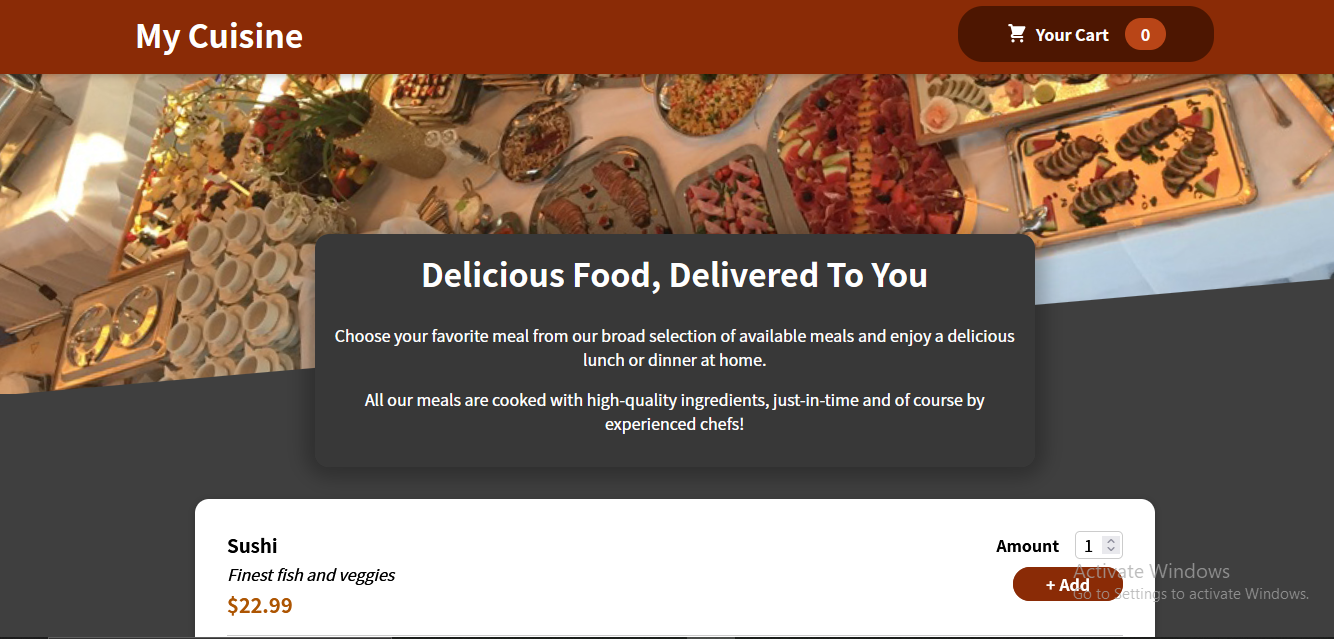 My Cuisine
Your Cart 0
Delicious Food, Delivered To You
Choose your favorite meal from our broad selection of available meals and enjoy a delicious
lunch or dinner at home.
All our meals are cooked with high-quality ingredients, just-in-time and of course by
experienced chefs!
Sushi
Amount 1
Finest fish and veggies
+ Add
$22.99
Activate Windows
Go to Settings to activate Windows.